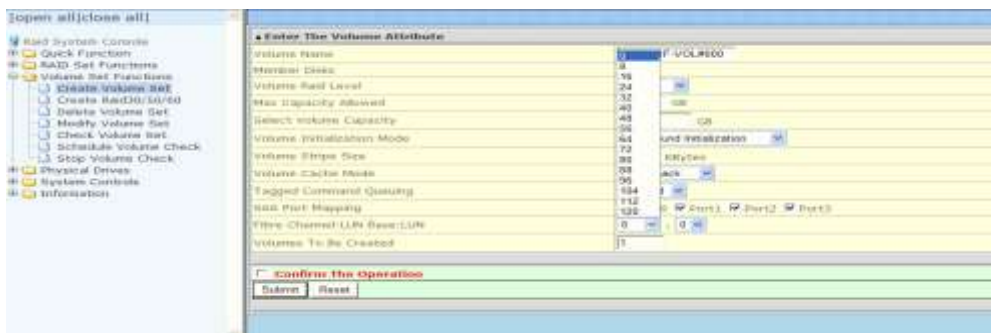 [open all|close all]
Raid System Console
Quick Function
RAID Set Functions
Volume Set Functions
Create Volume Set
Create Raid30/50/60
Delete Volume Set
Modify Volume Set
Check Volume Set
Schedule Volume Check
Stop Volume Check
Physical Drives
System Controls
Information
▲ Enter The Volume Attribute
Volume Name F-VOL#000
Member Disks
Volume Raid Level
Max Capacity Allowed GB
Select Volume Capacity GB
Volume Initialization Mode und Initialization
Volume Stripe Size KBytes
Volume Cache Mode ack
Tagged Command Queuing d
Port Mapping Port1 Port2 Port3
Fibre Channel:LUN Base:LUN 0 : 0
Volumes To Be Created 1
0
8
16
24
32
40
48
56
64
72
80
88
96
104
112
120
Confirm The Operation
Submit Reset